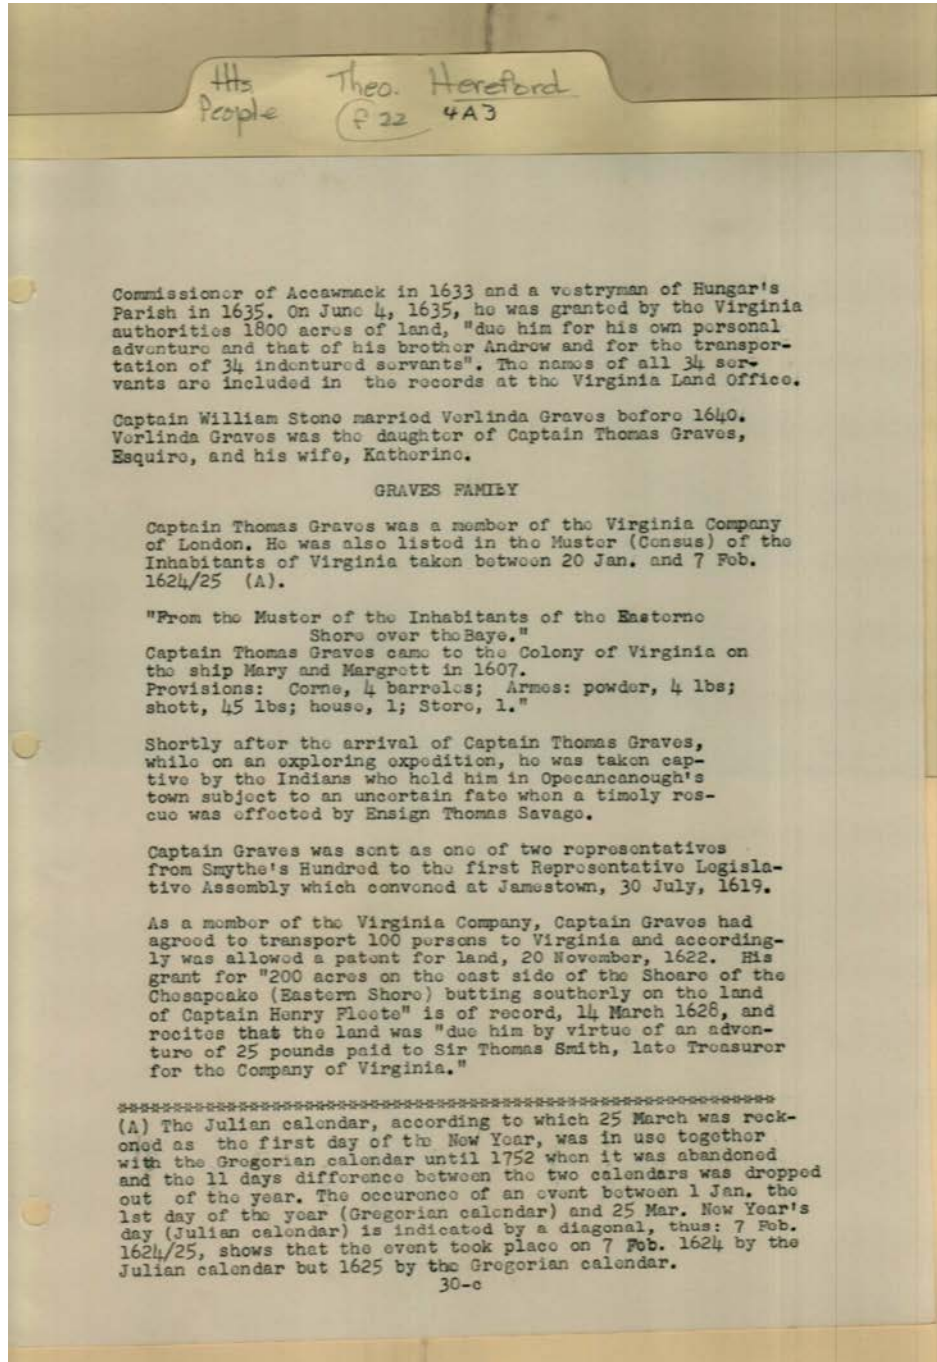 Hts Theo. Hereford
People f 22 4A3
Commissioner of Accawmack in 1633 and a vestryman of Hungar's
Parish in 1635. On June 4, 1635, he was granted by the Virginia
authorities 1800 acres of land, "due him for his own personal
adventure and that of his brother Andrew and for the transpor-
tation of 34 indentured servants". The names of all 34 ser-
vants are included in the records at the Virginia Land Office.
Captain William Stone married Verlinda Graves before 1640.
Verlinda Graves was the daughter of Captain Thomas Graves,
Esquire, and his wife, Katherine.
GRAVES FAMILY
Captain Thomas Graves was a member of the Virginia Company
of London. He was also listed in the Muster (Census) of the
Inhabitants of Virginia taken between 20 Jan. and 7 Feb.
1624/25 (A).
"From the Muster of the Inhabitants of the Easterne
Shore over the Baye."
Captain Thomas Graves came to the Colony of Virginia on
the ship Mary and Margrett in 1607.
Provisions: Corne, 4 barreles; Armes: powder, 4 lbs;
shott, 45 lbs; house, 1; Store, 1."
Shortly after the arrival of Captain Thomas Graves,
while on an exploring expedition, he was taken cap-
tive by the Indians who held him in Opecancanough's
town subject to an uncertain fate when a timely res-
cue was effected by Ensign Thomas Savage.
Captain Graves was sent as one of two representatives
from Smythe's Hundred to the first Representative Legisla-
tive Assembly which convened at Jamestown, 30 July, 1619.
As a member of the Virginia Company, Captain Graves had
agreed to transport 100 persons to Virginia and according-
ly was allowed a patent for land, 20 November, 1622. His
grant for "200 acres on the east side of the Shoare of the
Chesapeake (Eastern Shore) butting southerly on the land
of Captain Henry Fleete" is of record, 14 March 1628, and
recites that the land was "due him by virtue of an adven-
ture of 25 pounds paid to Sir Thomas Smith, late Treasurer
for the Company of Virginia."
(A) The Julian calendar, according to which 25 March was reck-
oned as the first day of the New Year, was in use together
with the Gregorian calendar until 1752 when it was abandoned
and the 11 days difference between the two calendars was dropped
out of the year. The occurence of an event between 1 Jan. the
1st day of the year (Gregorian calendar) and 25 Mar. New Year's
day (Julian calendar) is indicated by a diagonal, thus: 7 Feb.
1624/25, shows that the event took place on 7 Feb. 1624 by the
Julian calendar but 1625 by the Gregorian calendar.
30-c